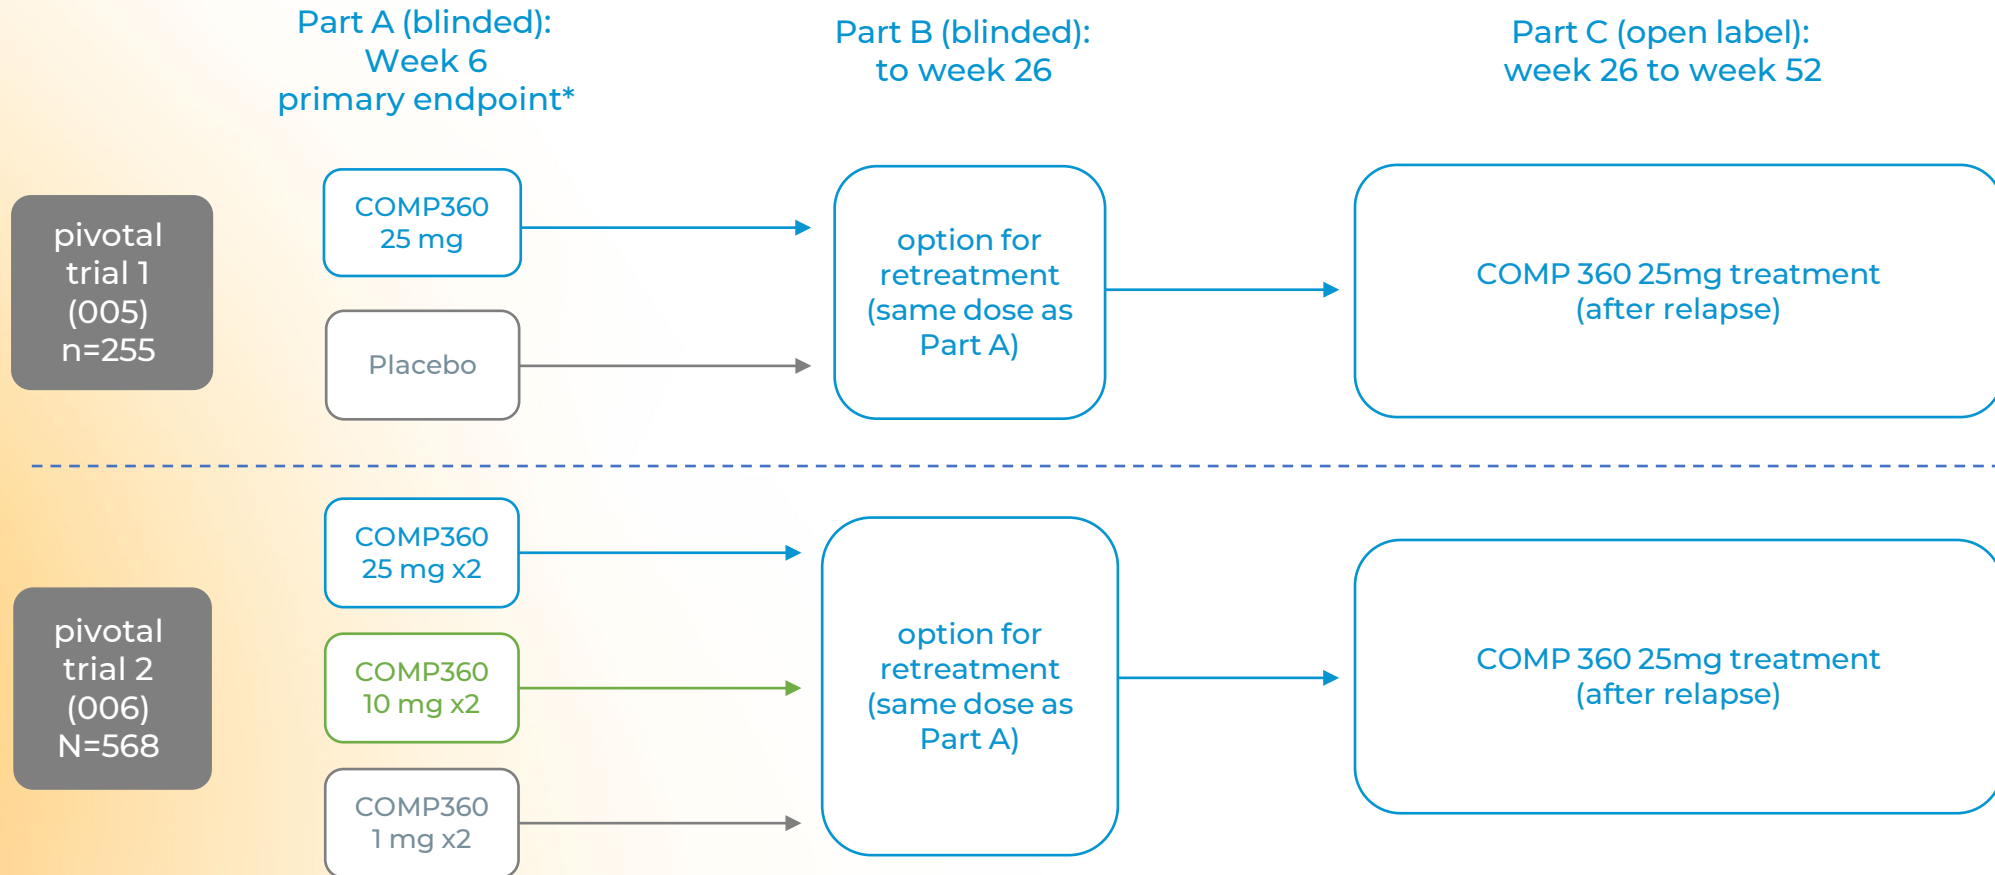 Part A (blinded):
Week 6
primary endpoint*
Part B (blinded):
to week 26
Part C (open label):
week 26 to week 52
pivotal
trial 1
(005)
n=255
COMP360
25 mg
Placebo
option for
retreatment
(same dose as
Part A)
COMP 360 25mg treatment
(after relapse)
pivotal
trial 2
(006)
N=568
COMP360
25 mg x2
COMP360
10 mg x2
COMP360
1 mg x2
option for
retreatment
(same dose as
Part A)
COMP 360 25mg treatment
(after relapse)